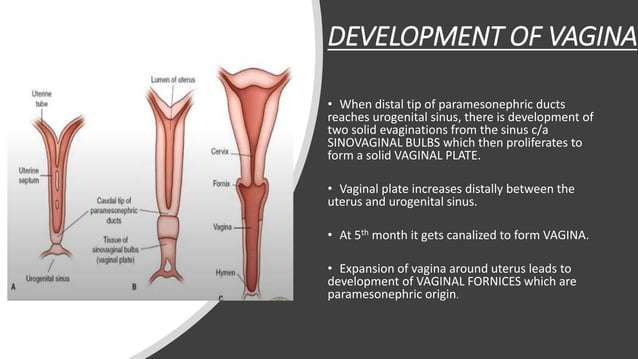 DEVELOPMENT OF VAGINA
Uterine
tube
Uterine
septum
Caudal tip of
paramesonephric
ducts
Tissue of
sinovaginal bulbs
(vaginal plate)
Urogenital sinus
A
Lumen of uterus
B
Cervix
Fornix
Vagina
Hymen
C
• When distal tip of paramesonephric ducts
reaches urogenital sinus, there is development of
two solid evaginations from the sinus c/a
SINOVAGINAL BULBS which then proliferates to
form a solid VAGINAL PLATE.
• Vaginal plate increases distally between the
uterus and urogenital sinus.
• At 5th month it gets canalized to form VAGINA.
• Expansion of vagina around uterus leads to
development of VAGINAL FORNICES which are
paramesonephric origin.